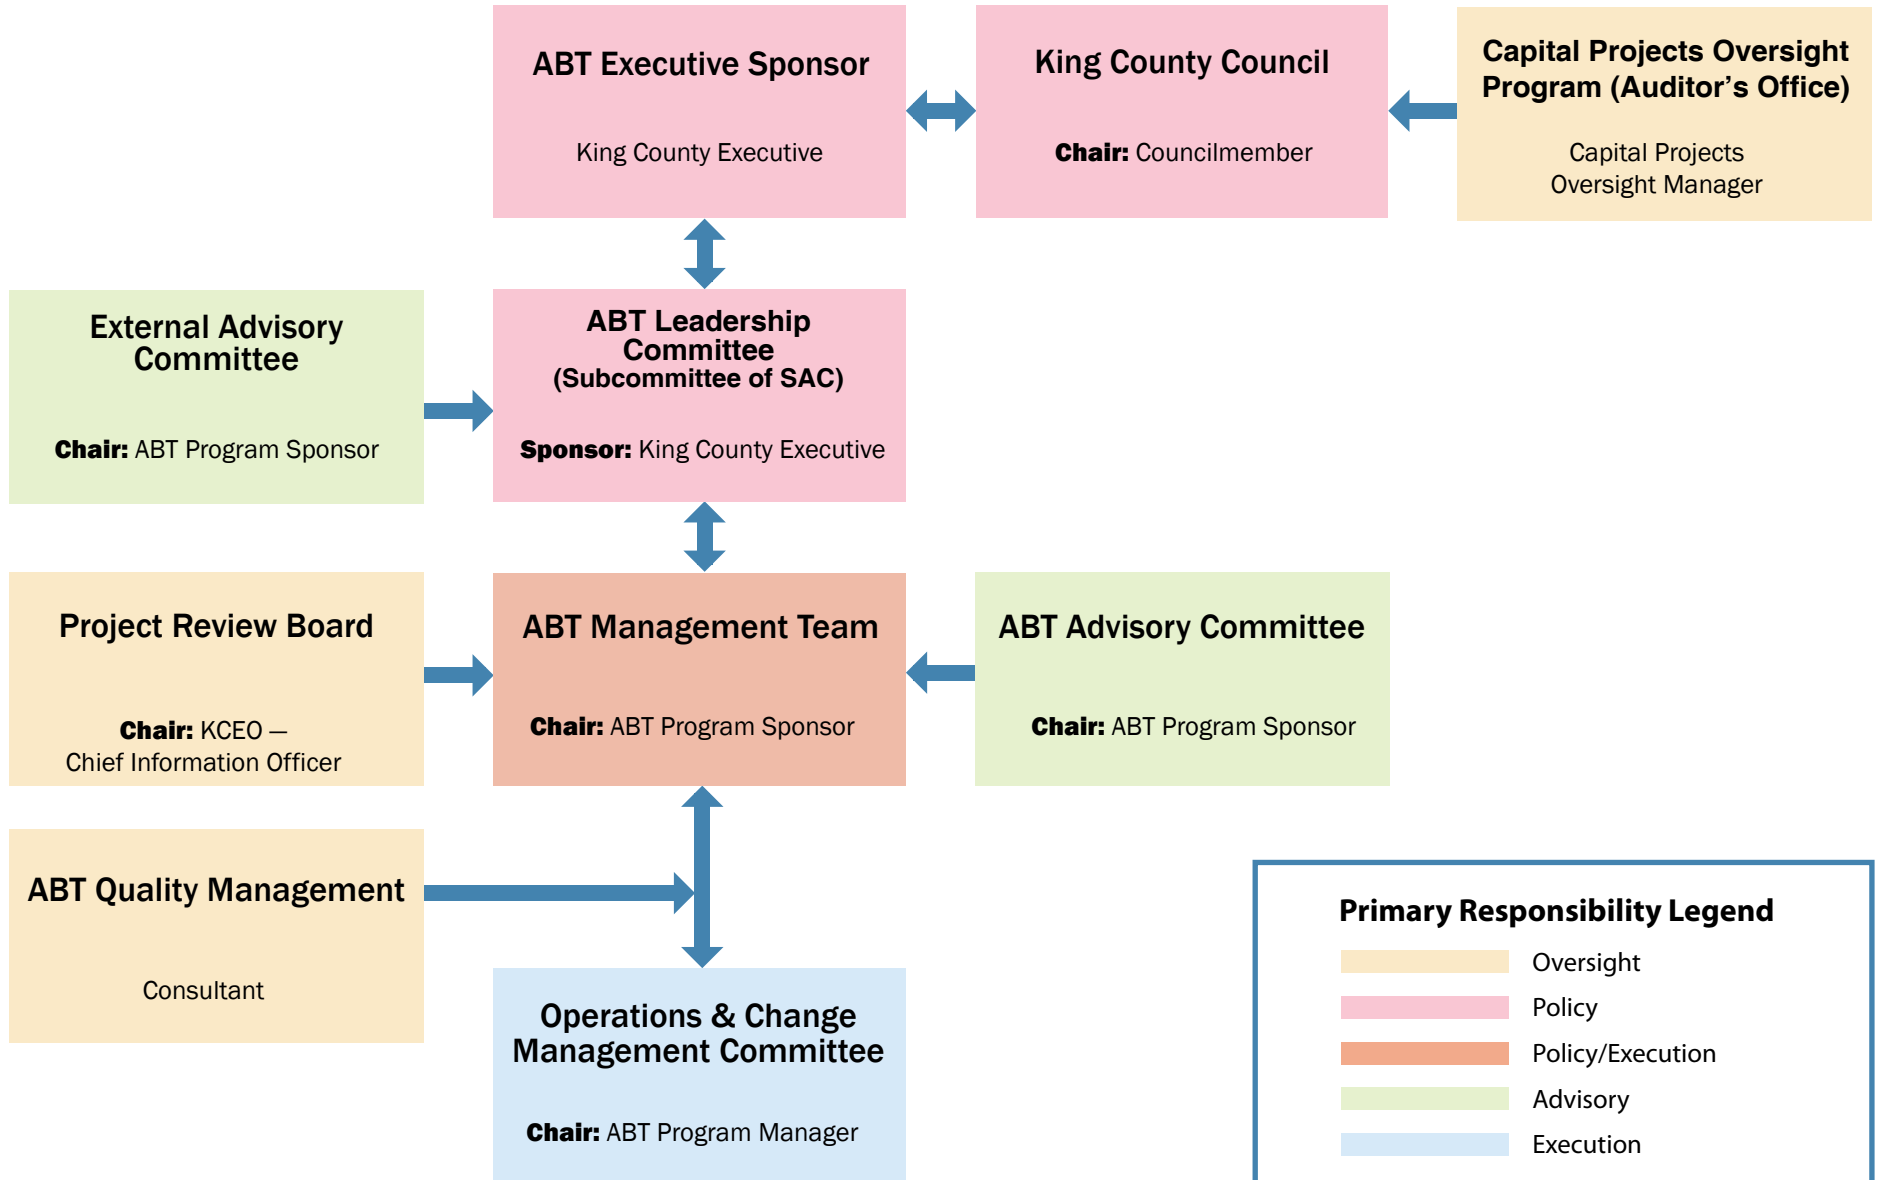 ABT Executive Sponsor
King County Executive
King County Council
Chair: Councilmember
Capital Projects Oversight
Program (Auditor's Office)
Capital Projects
Oversight Manager
External Advisory
Committee
Chair: ABT Program Sponsor
ABT Leadership
Committee
(Subcommittee of SAC)
Sponsor: King County Executive
Project Review Board
Chair: KCEO —
Chief Information Officer
ABT Management Team
Chair: ABT Program Sponsor
ABT Advisory Committee
Chair: ABT Program Sponsor
ABT Quality Management
Consultant
Operations & Change
Management Committee
Chair: ABT Program Manager
Primary Responsibility Legend
Oversight
Policy
Policy/Execution
Advisory
Execution